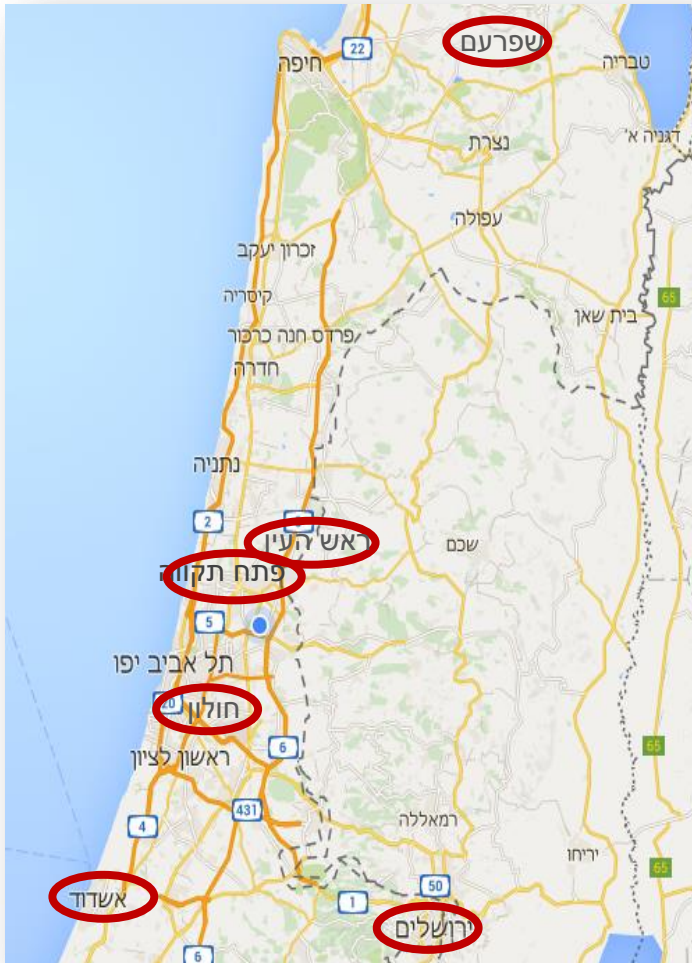 שפרעם
22
חיפה
טבריה
דגניה א'
נצרת
עפולה
זכרון יעקב
קיסריה
65
בית שאן
פרדס חנה כרכור
חדרה
נתניה
2
ראש העין
שכם
פתח תקווה
5
תל אביב יפו
20
חולון
ראשון לציון
6
65
4
431
רמאללה
יריחו
65
אשדוד
50
1
ירושלים
6